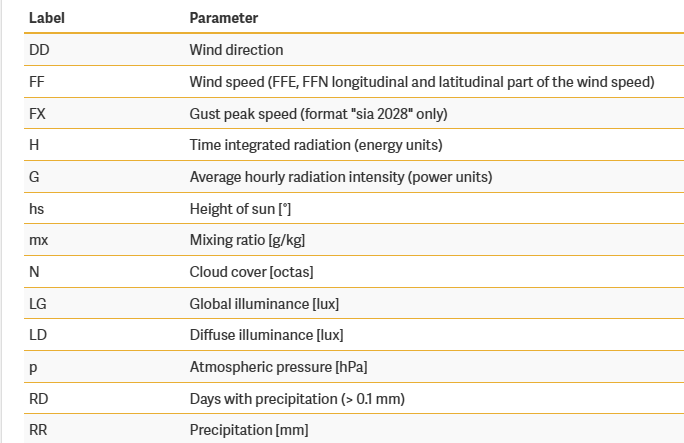 Label Parameter
DD Wind direction
FF Wind speed (FFE, FFN longitudinal and latitudinal part of the wind speed)
FX Gust peak speed (format "sia 2028" only)
H Time integrated radiation (energy units)
G Average hourly radiation intensity (power units)
hs Height of sun [°]
mx Mixing ratio [g/kg]
N Cloud cover [octas]
LG Global illuminance [lux]
LD Diffuse illuminance [lux]
p Atmospheric pressure [hPa]
RD Days with precipitation (> 0.1 mm)
RR Precipitation [mm]